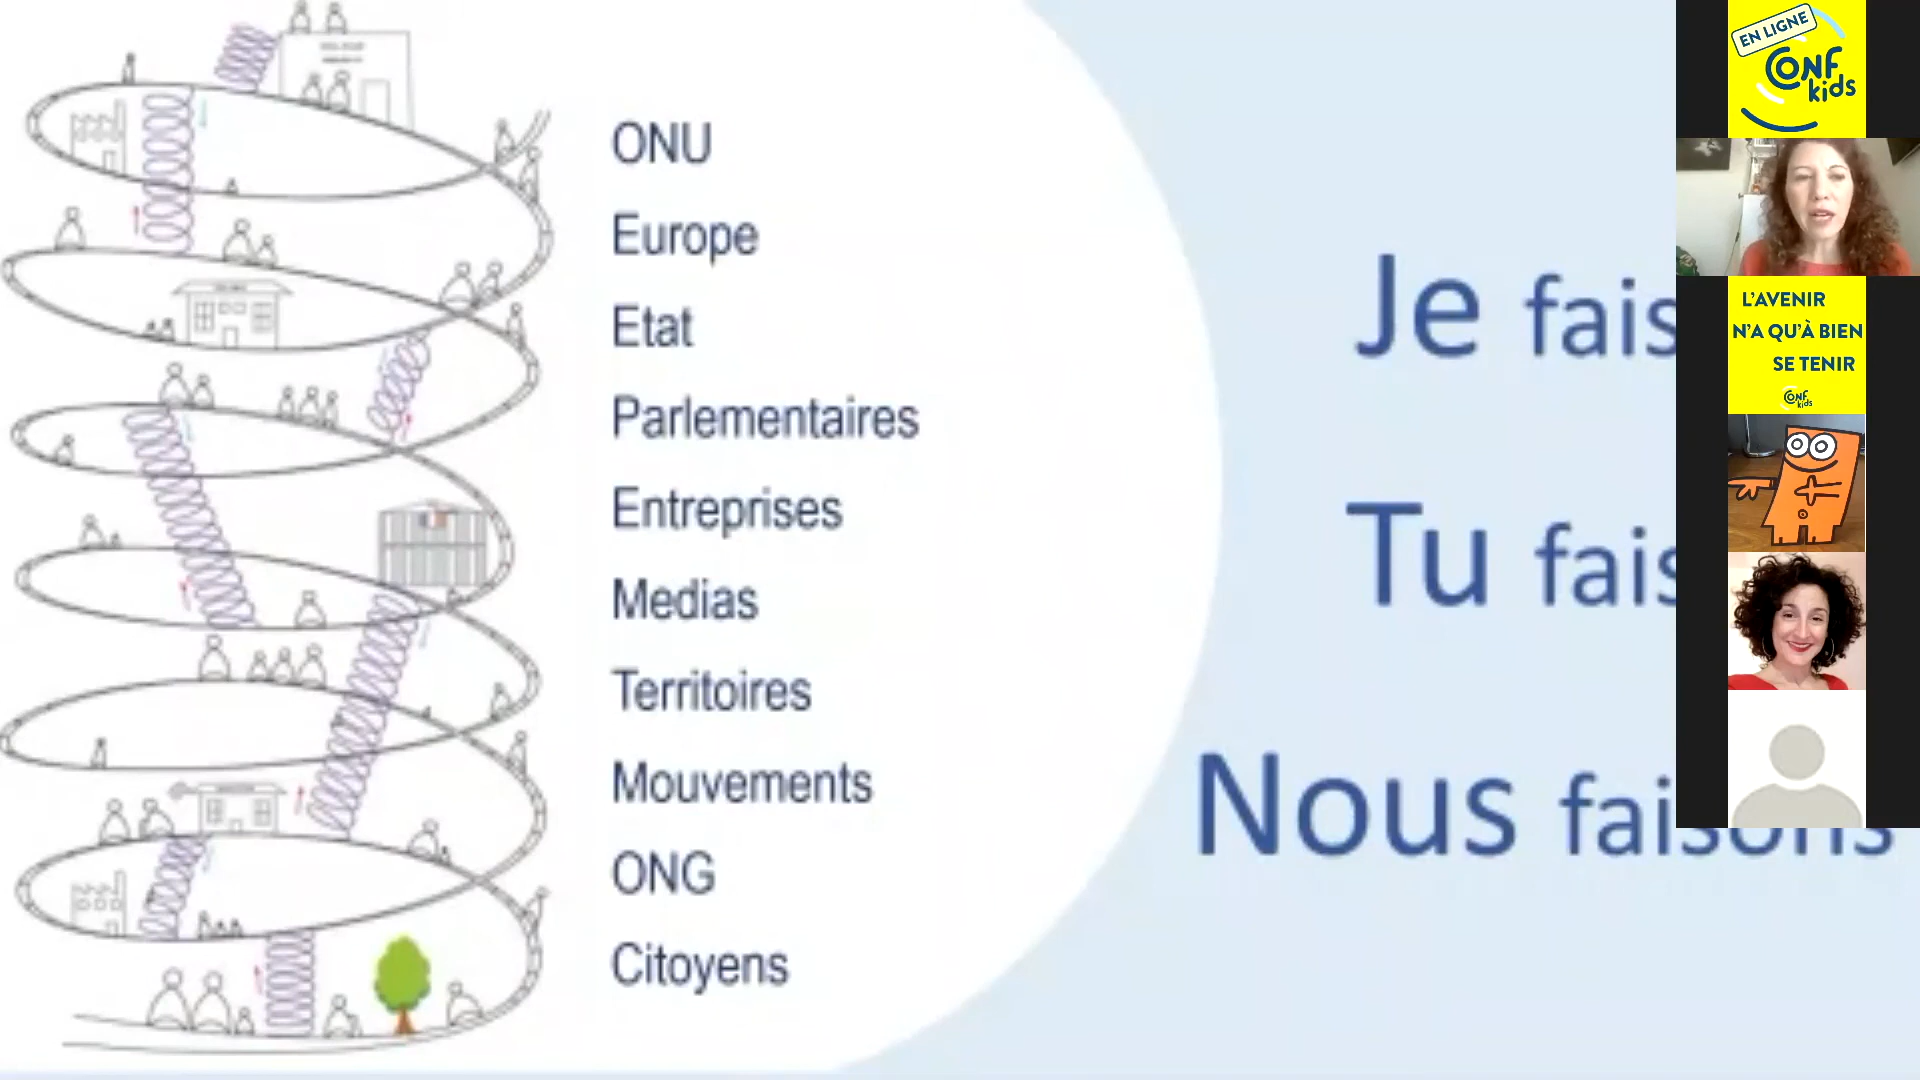 ONU
Europe
Etat
Parlementaires
Entreprises
Medias
Territoires
Mouvements
ONG
Citoyens
Je fais
Tu fais
Nous faisons
EN LIGNE
CONF
kids
L'AVENIR
N'A QU'À BIEN
SE TENIR
CONF
kids